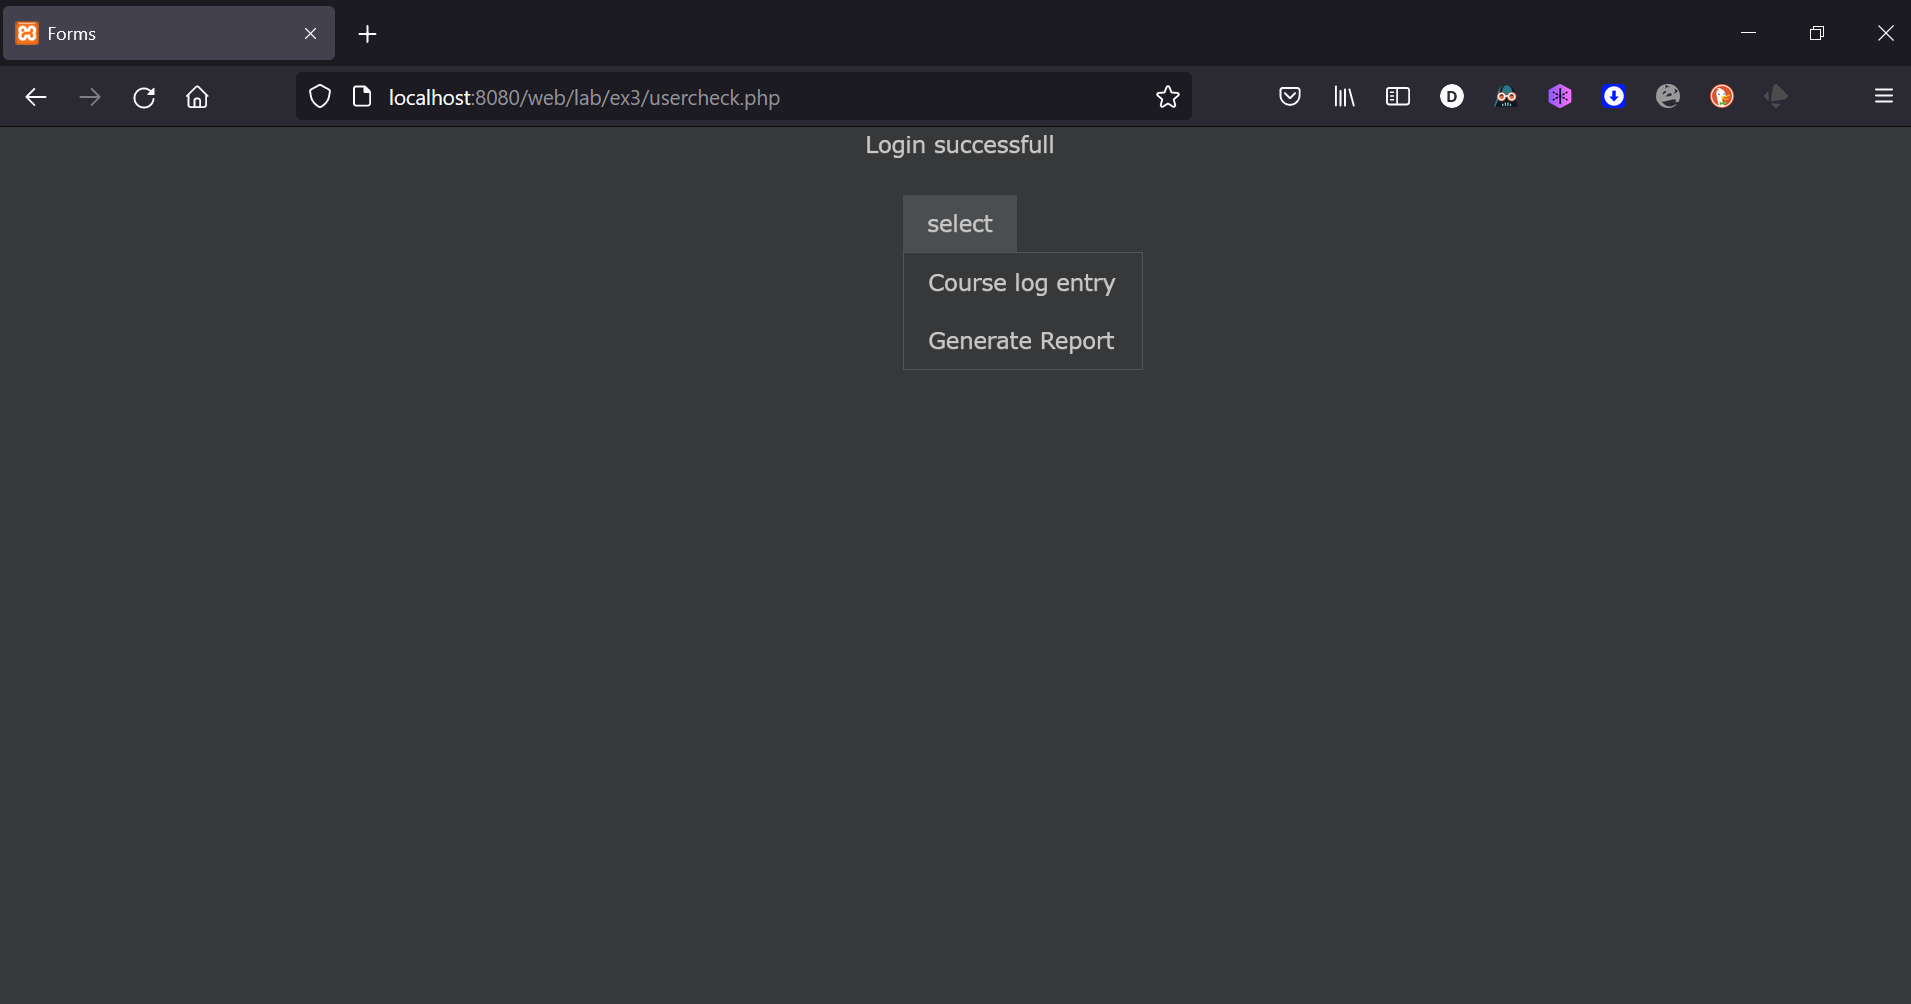 Forms
localhost:8080/web/lab/ex3/usercheck.php
D
Login successfull
select
Course log entry
Generate Report